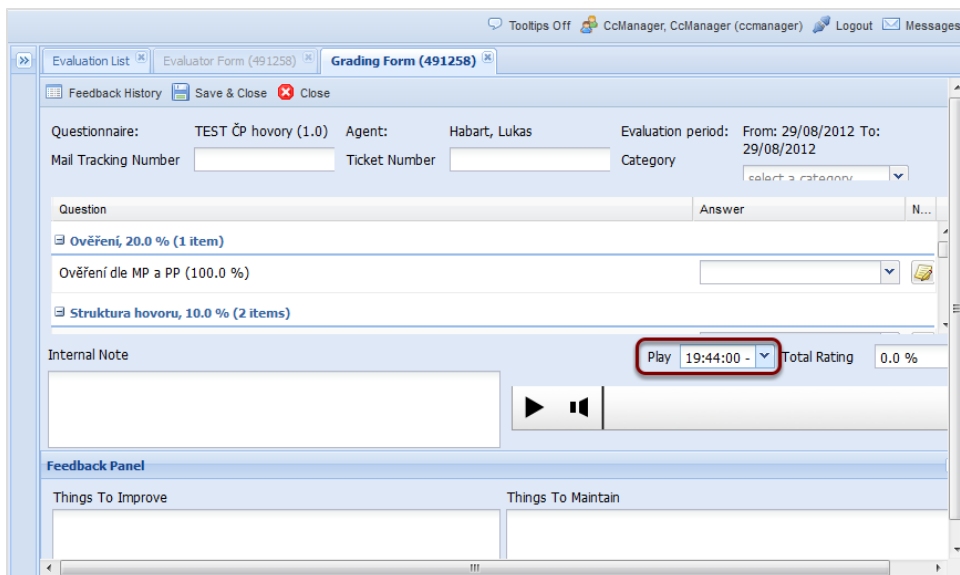 Tooltips Off CcManager, CcManager (ccmanager) Logout Messages
Evaluation List Evaluator Form (491258) Grading Form (491258)
Feedback History Save & Close Close
Questionnaire: TEST ČP hovory (1.0) Agent: Habart, Lukas Evaluation period: From: 29/08/2012 To:
29/08/2012
Mail Tracking Number Ticket Number Category
select a category
Question Answer N...
Ověření, 20.0 % (1 item)
Ověření dle MP a PP (100.0 %)
Struktura hovoru, 10.0 % (2 items)
Internal Note Play 19:44:00 - Total Rating 0.0 %
Feedback Panel
Things To Improve Things To Maintain